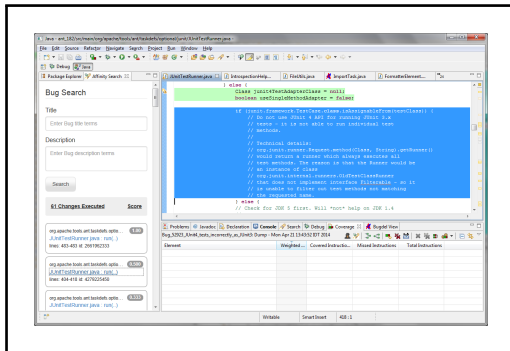 Java - ant_182/src/main/org/apache/tools/ant/taskdefs/optional/junit/JUnitTestRunner.java -
File Edit Source Refactor Navigate Search Project Run Window Help
Debug Java
Package Explorer Affinity Search
JUnitTestRunner.java IntrospectionHelp... FileUtils.java ImportTask.java FormatterElement...
Bug Search
Title
Enter Bug title terms
Description
Enter Bug description terms
Search
61 Changes Executed Score
org.apache.tools.ant.taskdefs.optio...
JUnitTestRunner.java : run(..)
lines: 483-483 id: 2661902333
org.apache.tools.ant.taskdefs.optio...
JUnitTestRunner.java : run(..)
lines: 404-418 id: 4279225450
org.apache.tools.ant.taskdefs.optio...
JUnitTestRunner.java : run(..)
} else {
Class junit4TestAdapterClass = null;
boolean useSingleMethodAdapter = false;
if (junit.framework.TestCase.class.isAssignableFrom(testClass)) {
// Do not use JUnit 4 API for running JUnit 3.x
// tests - it is not able to run individual test
// methods.
//
// Technical details:
// org.junit.runner.Request.method(Class, String).getRunner()
// would return a runner which always executes all
// test methods. The reason is that the Runner would be
// an instance of class
// org.junit.internal.runners.OldTestClassRunner
// that does not implement interface Filterable - so it
// is unable to filter out test methods not matching
// the requested name.
} else {
// Check for JDK 5 first. Will *not* help on JDK 1.4
Problems Javadoc Declaration Console Search Debug Coverage Bugdel View
Element Weighted... Covered Instructio... Missed Instructions Total Instructions
Writable Smart Insert 418 : 1